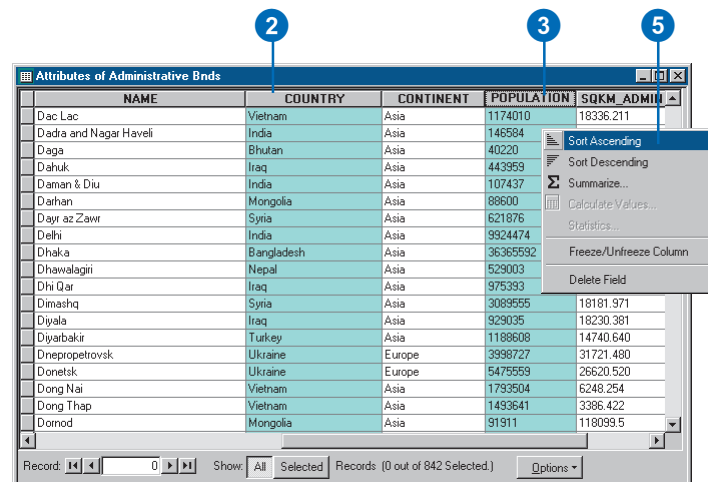 2 3 5
Attributes of Administrative Bnds
NAME COUNTRY CONTINENT POPULATION SQKM_ADMIN
Dac Lac Vietnam Asia 1174010 18336.211
Dadra and Nagar Haveli India Asia 146584
Daga Bhutan Asia 40220
Dahuk Iraq Asia 443959
Daman & Diu India Asia 107437
Darhan Mongolia Asia 88600
Dayr az Zawr Syria Asia 621876
Delhi India Asia 9924474
Dhaka Bangladesh Asia 36365592
Dhawalagiri Nepal Asia 529003
Dhi Qar Iraq Asia 975393
Dimashq Syria Asia 3089555 18181.971
Diyala Iraq Asia 929035 18230.381
Diyarbakir Turkey Asia 1188608 14740.640
Dnepropetrovsk Ukraine Europe 3998727 31721.480
Donetsk Ukraine Europe 5475559 26620.520
Dong Nai Vietnam Asia 1793504 6248.254
Dong Thap Vietnam Asia 1493641 3386.422
Dornod Mongolia Asia 91911 118099.5
Sort Ascending
Sort Descending
Σ Summarize...
Calculate Values...
Statistics...
Freeze/Unfreeze Column
Delete Field
Record: 0 Show: All Selected Records (0 out of 842 Selected.) Options